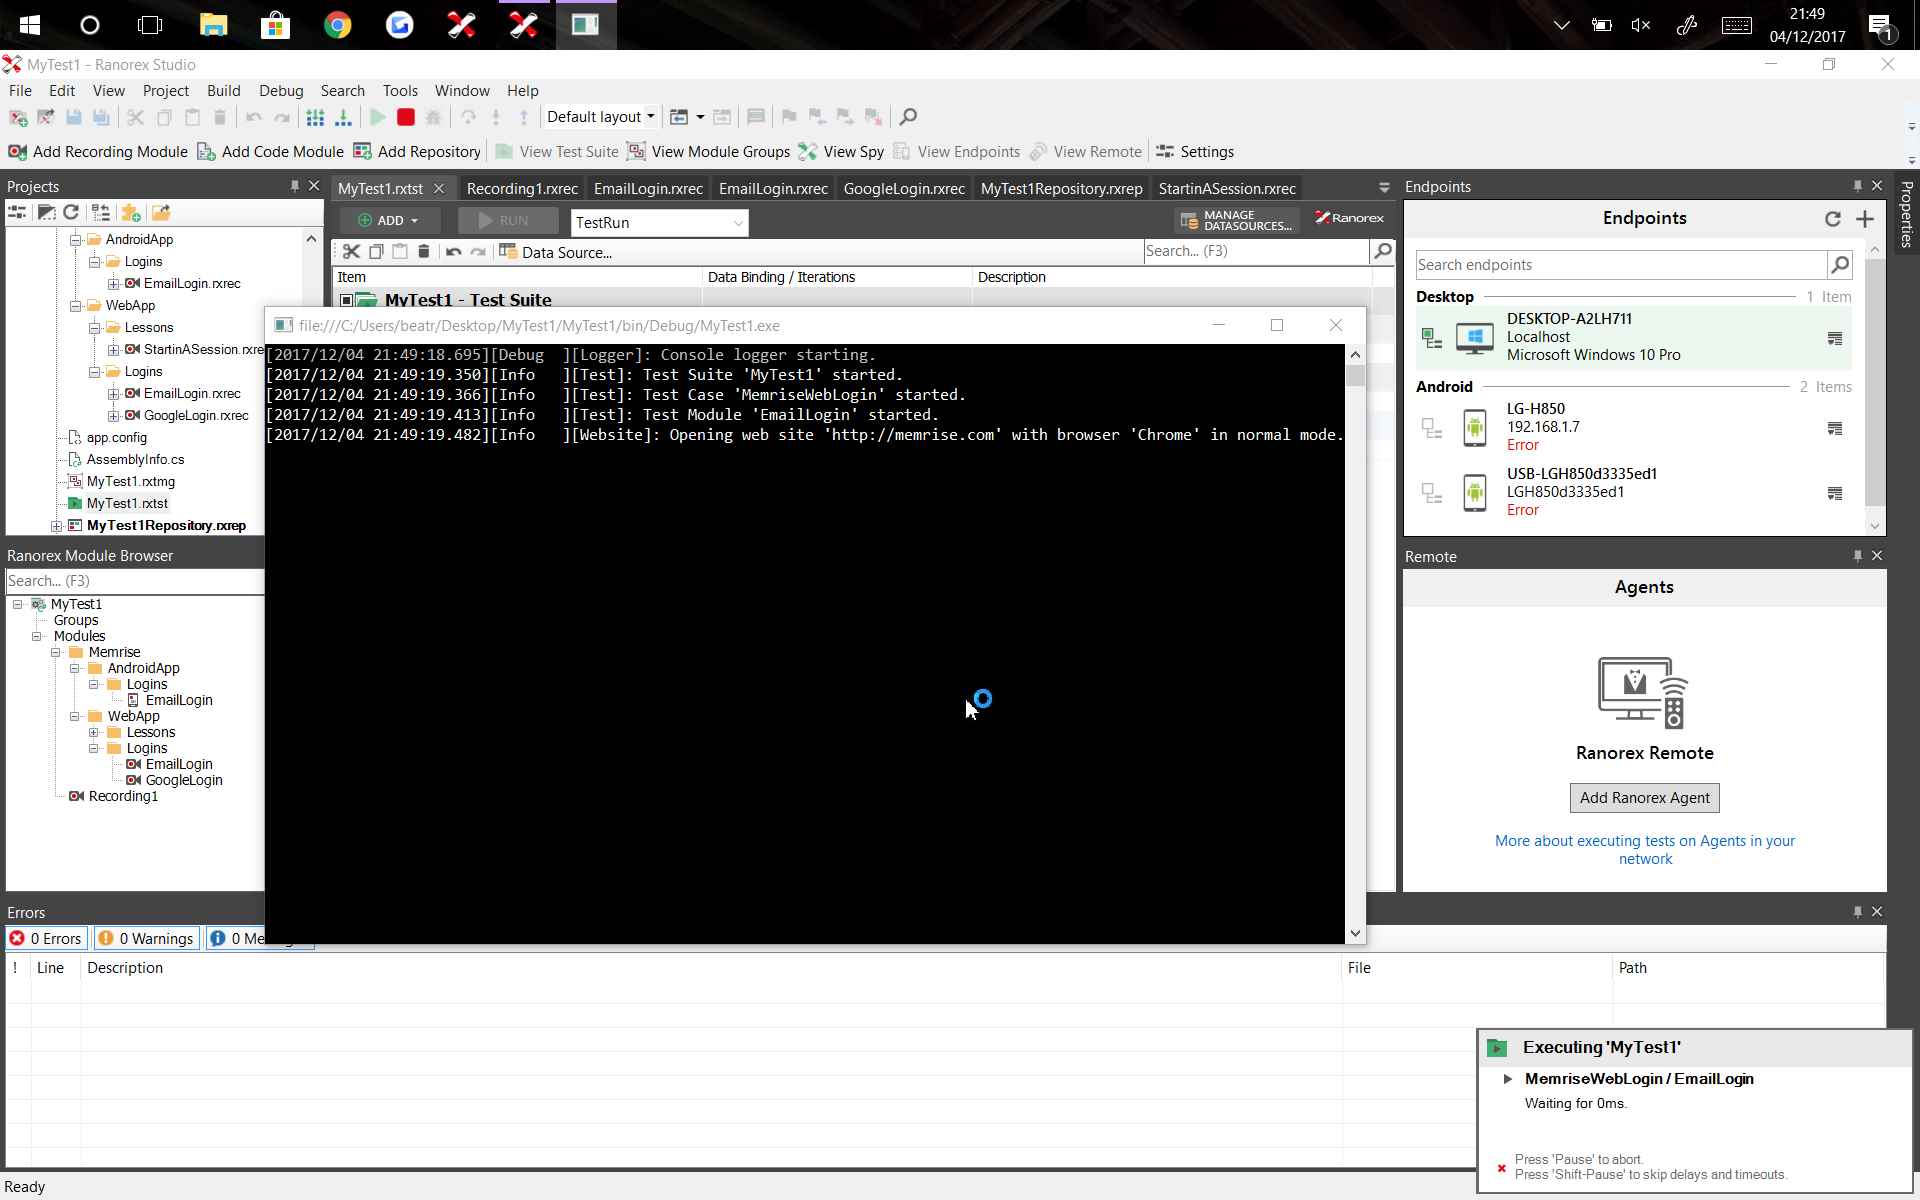 21:49
04/12/2017
1
MyTest1 - Ranorex Studio
File Edit View Project Build Debug Search Tools Window Help
Default layout
Add Recording Module Add Code Module Add Repository View Test Suite View Module Groups View Spy View Endpoints View Remote Settings
Projects
AndroidApp
Logins
EmailLogin.rxrec
WebApp
Lessons
StartinASession.rxre
Logins
EmailLogin.rxrec
GoogleLogin.rxrec
app.config
AssemblyInfo.cs
MyTest1.rxtmg
MyTest1.rxtst
MyTest1Repository.rxrep
Ranorex Module Browser
Search... (F3)
MyTest1
Groups
Modules
Memrise
AndroidApp
Logins
EmailLogin
WebApp
Lessons
Logins
EmailLogin
GoogleLogin
Recording1
MyTest1.rxtst Recording1.rxrec EmailLogin.rxrec EmailLogin.rxrec GoogleLogin.rxrec MyTest1Repository.rxrep StartinASession.rxrec
ADD RUN TestRun
MANAGE
DATASOURCES...
Ranorex
Data Source...
Search... (F3)
Item Data Binding / Iterations Description
MyTest1 - Test Suite
file:///C:/Users/beatr/Desktop/MyTest1/MyTest1/bin/Debug/MyTest1.exe
[2017/12/04 21:49:18.695][Debug ][Logger]: Console logger starting.
[2017/12/04 21:49:19.350][Info ][Test]: Test Suite 'MyTest1' started.
[2017/12/04 21:49:19.366][Info ][Test]: Test Case 'MemriseWebLogin' started.
[2017/12/04 21:49:19.413][Info ][Test]: Test Module 'EmailLogin' started.
[2017/12/04 21:49:19.482][Info ][Website]: Opening web site 'http://memrise.com' with browser 'Chrome' in normal mode.
Endpoints
Properties
Endpoints
Search endpoints
Desktop 1 Item
DESKTOP-A2LH711
Localhost
Microsoft Windows 10 Pro
Android 2 Items
LG-H850
192.168.1.7
Error
USB-LGH850d3335ed1
LGH850d3335ed1
Error
Remote
Agents
Ranorex Remote
Add Ranorex Agent
More about executing tests on Agents in your
network
Errors
0 Errors 0 Warnings 0 Me
! Line Description File Path
Executing 'MyTest1'
MemriseWebLogin / EmailLogin
Waiting for 0ms.
Press 'Pause' to abort.
Press 'Shift-Pause' to skip delays and timeouts.
Ready